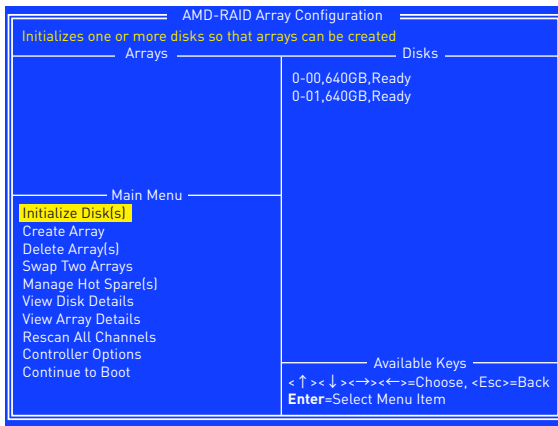 AMD-RAID Array Configuration
Initializes one or more disks so that arrays can be created
Arrays
Disks
0-00,640GB,Ready
0-01,640GB,Ready
Main Menu
Initialize Disk(s)
Create Array
Delete Array(s)
Swap Two Arrays
Manage Hot Spare(s)
View Disk Details
View Array Details
Rescan All Channels
Controller Options
Continue to Boot
Available Keys
<↑><↓><→><←>=Choose, <Esc>=Back
Enter=Select Menu Item